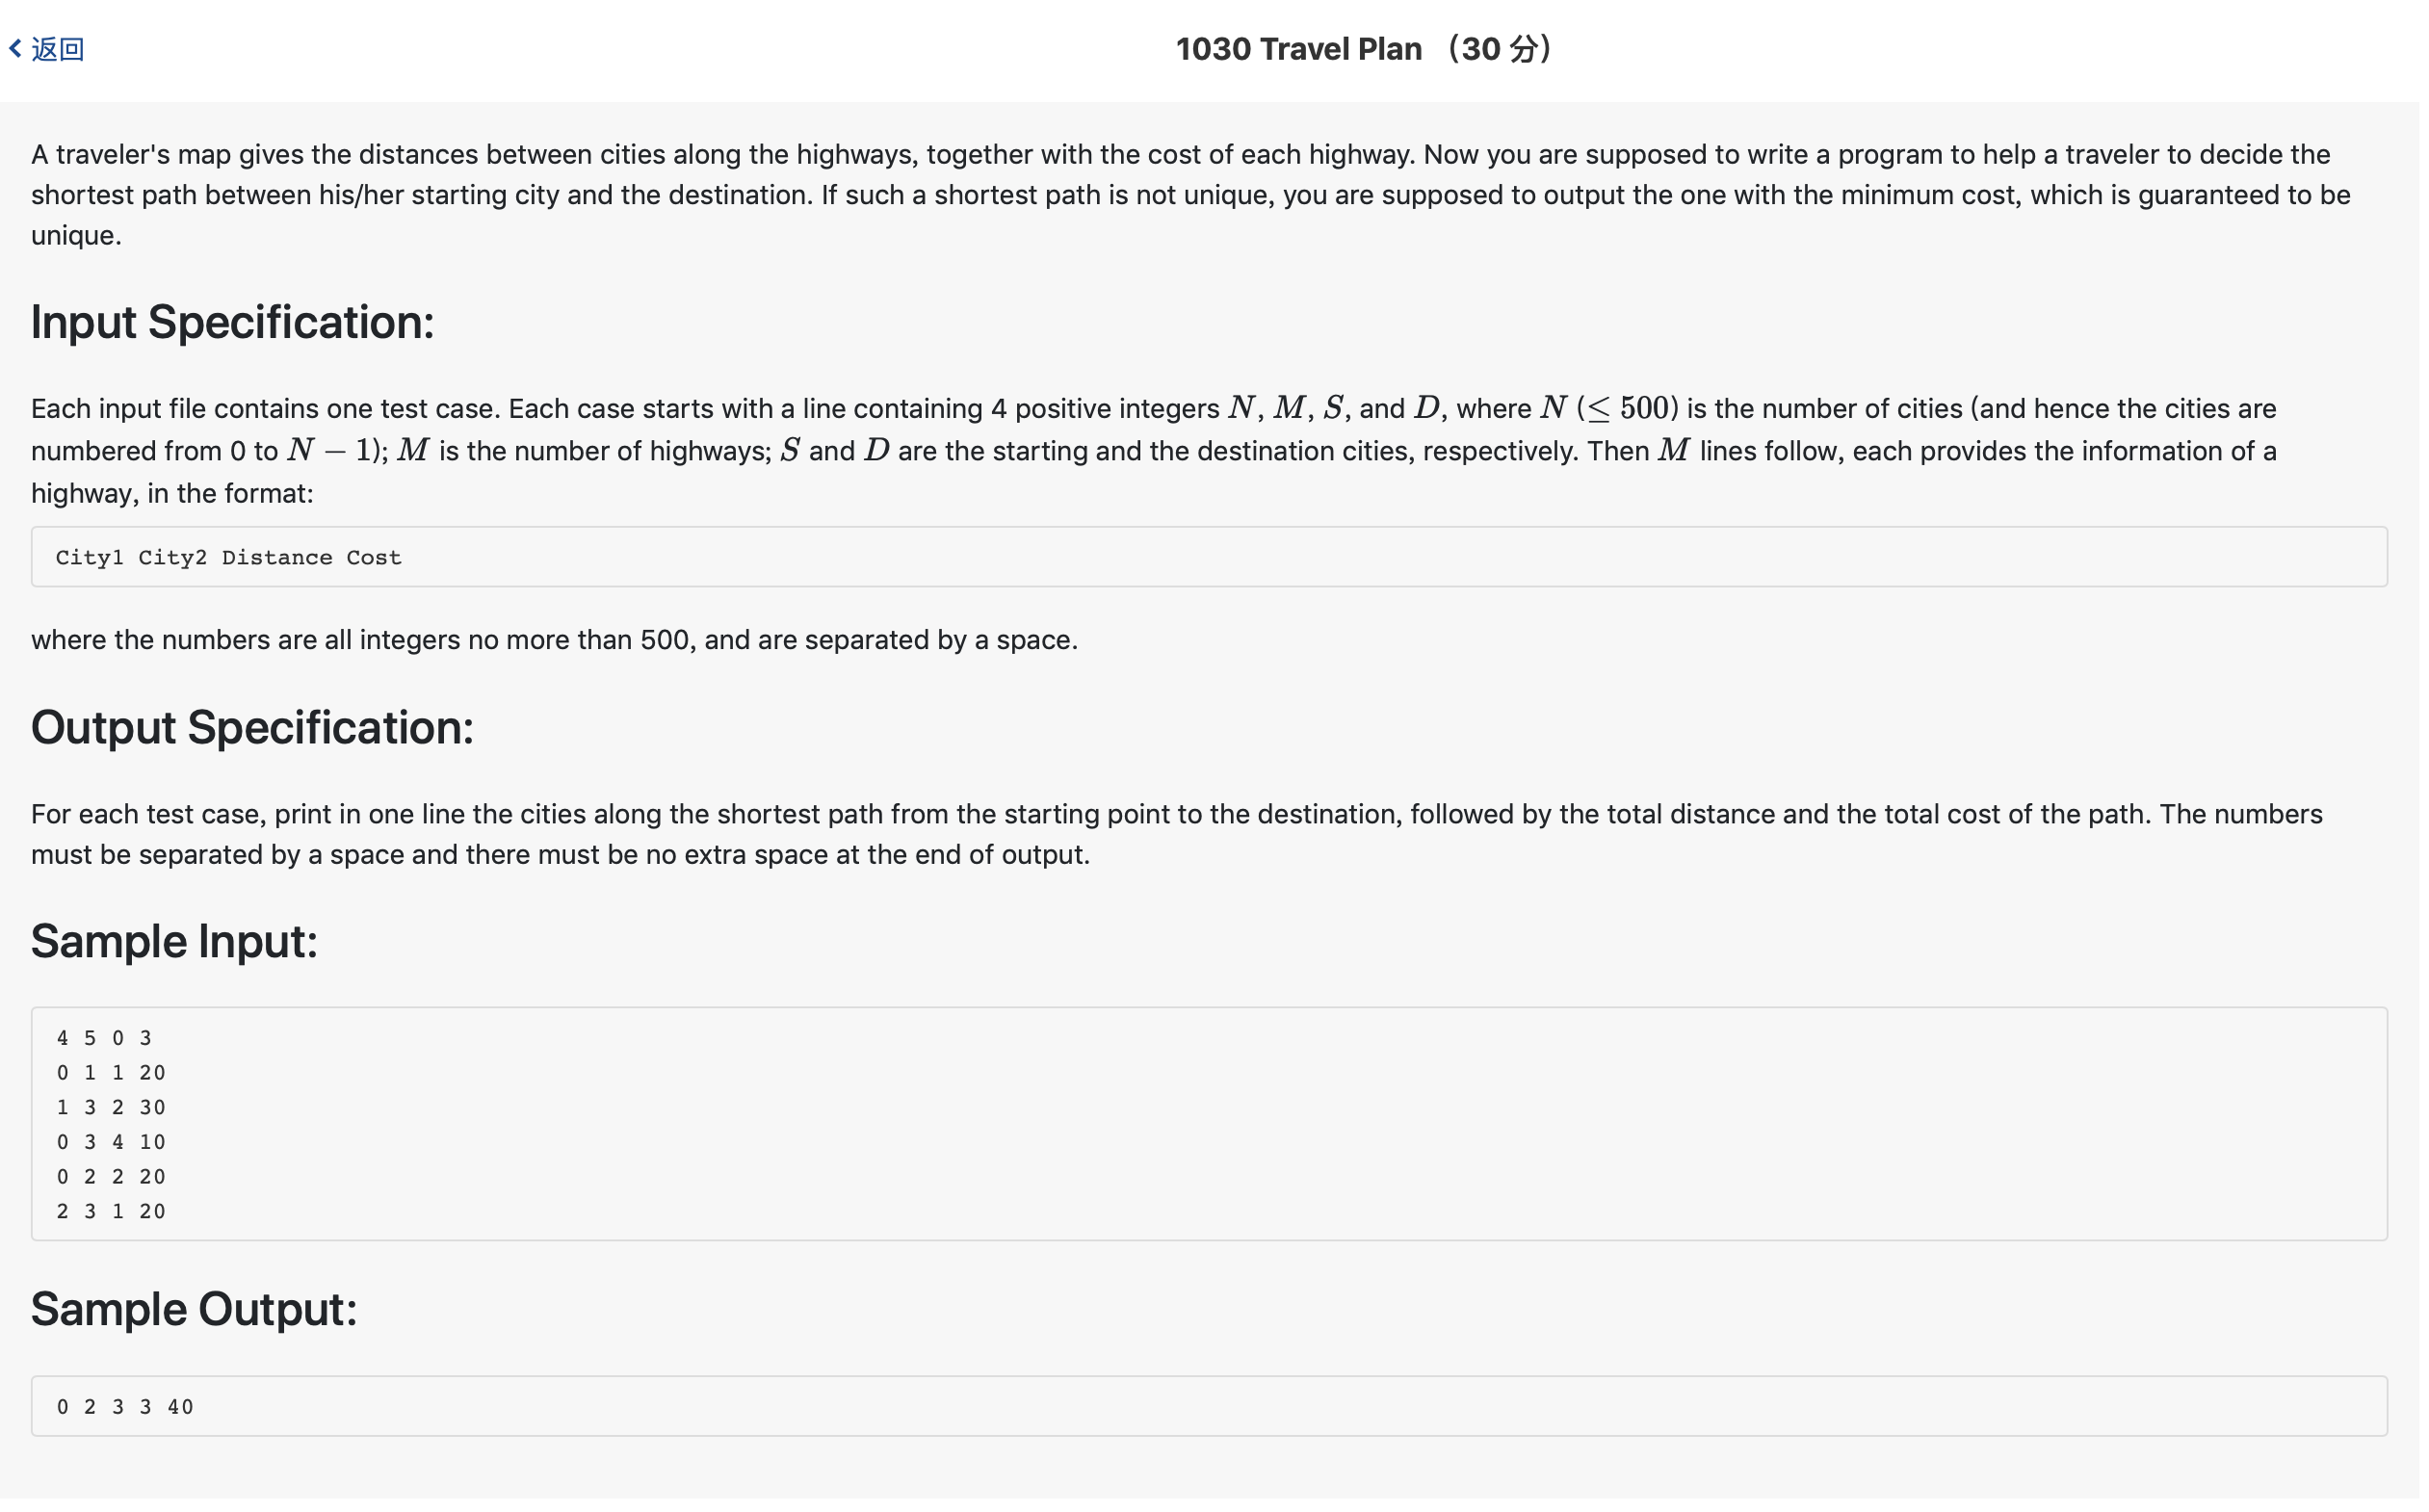 返回
1030 Travel Plan （30 分）
A traveler's map gives the distances between cities along the highways, together with the cost of each highway. Now you are supposed to write a program to help a traveler to decide the
shortest path between his/her starting city and the destination. If such a shortest path is not unique, you are supposed to output the one with the minimum cost, which is guaranteed to be
unique.
Input Specification:
Each input file contains one test case. Each case starts with a line containing 4 positive integers N, M, S, and D, where N (≤ 500) is the number of cities (and hence the cities are
numbered from 0 to N − 1); M is the number of highways; S and D are the starting and the destination cities, respectively. Then M lines follow, each provides the information of a
highway, in the format:
City1 City2 Distance Cost
where the numbers are all integers no more than 500, and are separated by a space.
Output Specification:
For each test case, print in one line the cities along the shortest path from the starting point to the destination, followed by the total distance and the total cost of the path. The numbers
must be separated by a space and there must be no extra space at the end of output.
Sample Input:
4 5 0 3
0 1 1 20
1 3 2 30
0 3 4 10
0 2 2 20
2 3 1 20
Sample Output:
0 2 3 3 40